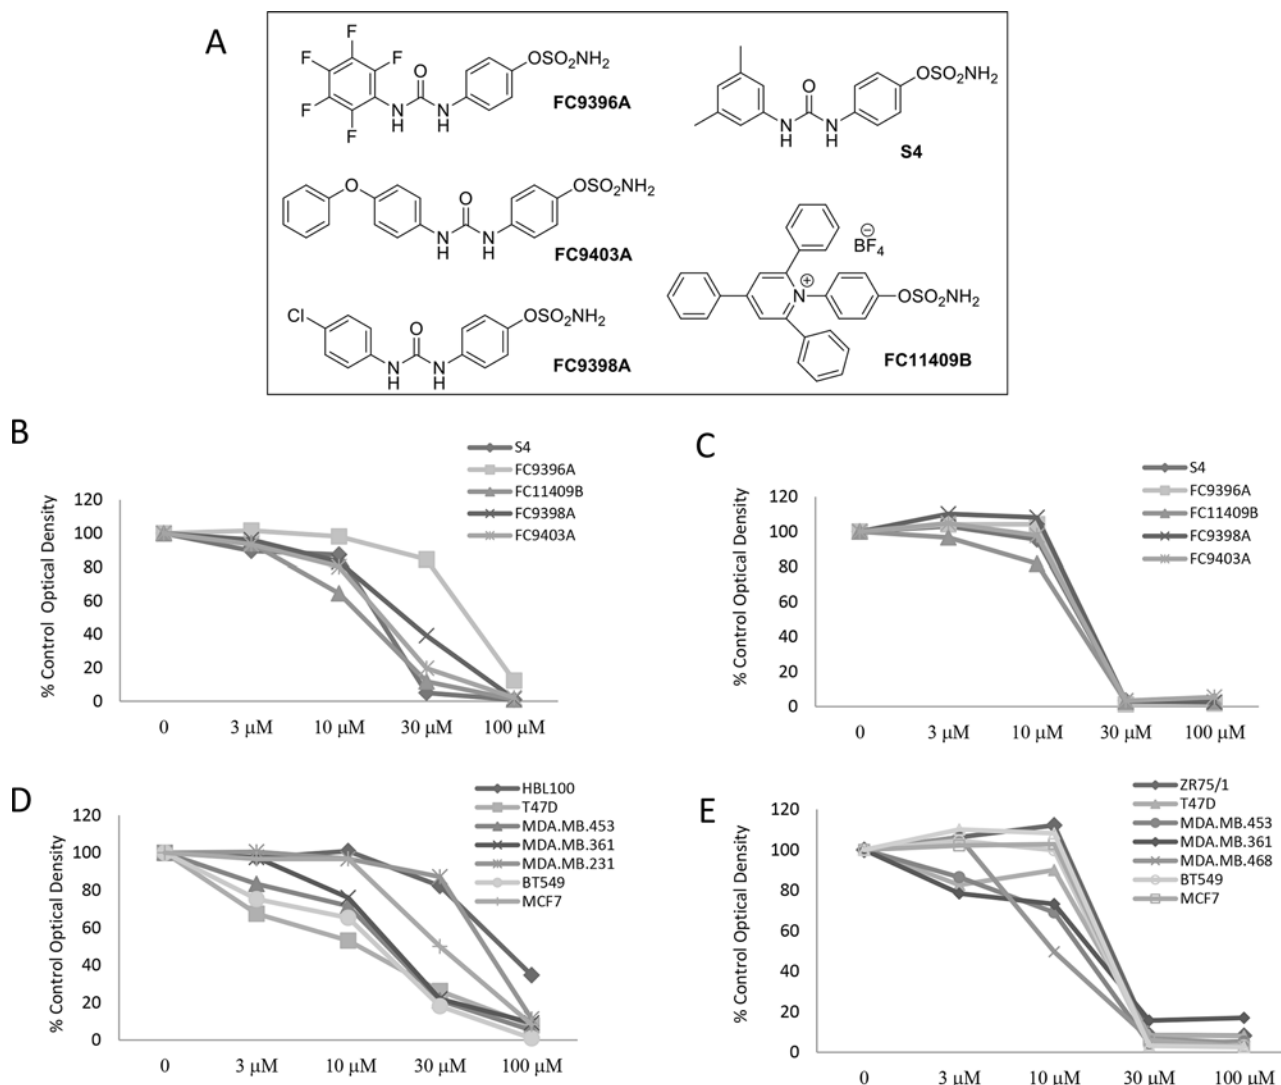 A
F
F
F
F
F
O
N
H
N
H
OSO2NH2
FC9396A
O
N
H
N
H
OSO2NH2
S4
O
O
N
H
N
H
OSO2NH2
FC9403A
Cl
O
N
H
N
H
OSO2NH2
FC9398A
⊖
BF4
⊕
N
OSO2NH2
FC11409B
B
S4
FC9396A
FC11409B
FC9398A
FC9403A
% Control Optical Density
120
100
80
60
40
20
0
0 3 µM 10 µM 30 µM 100 µM
C
S4
FC9396A
FC11409B
FC9398A
FC9403A
% Control Optical Density
120
100
80
60
40
20
0
0 3 µM 10 µM 30 µM 100 µM
D
HBL100
T47D
MDA.MB.453
MDA.MB.361
MDA.MB.231
BT549
MCF7
% Control Optical Density
120
100
80
60
40
20
0
0 3 µM 10 µM 30 µM 100 µM
E
ZR75/1
T47D
MDA.MB.453
MDA.MB.361
MDA.MB.468
BT549
MCF7
% Control Optical Density
120
100
80
60
40
20
0
0 3 µM 10 µM 30 µM 100 µM